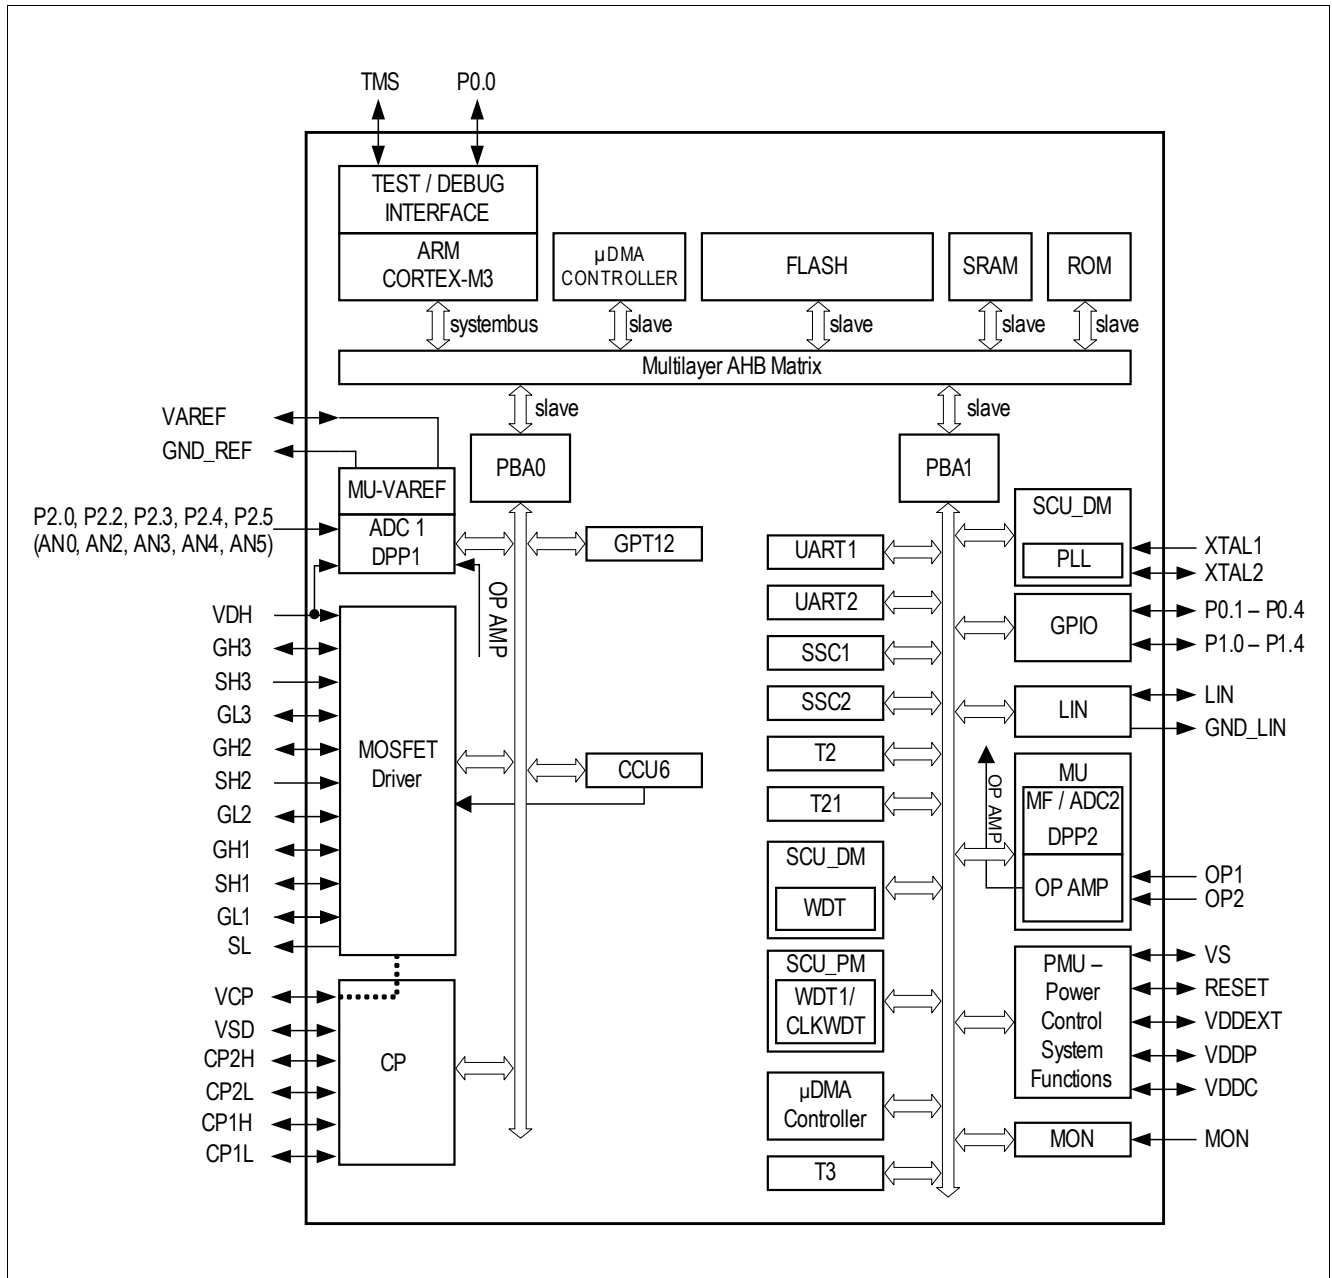 TMS
P0.0
TEST / DEBUG
INTERFACE
ARM
CORTEX-M3
µDMA
CONTROLLER
FLASH
SRAM
ROM
systembus
slave
slave
slave
slave
Multilayer AHB Matrix
slave
slave
PBA0
PBA1
VAREF
GND_REF
MU-VAREF
P2.0, P2.2, P2.3, P2.4, P2.5
(AN0, AN2, AN3, AN4, AN5)
ADC 1
DPP1
OP AMP
GPT12
VDH
GH3
SH3
GL3
GH2
SH2
GL2
GH1
SH1
GL1
SL
MOSFET
Driver
CCU6
VCP
VSD
CP2H
CP2L
CP1H
CP1L
CP
UART1
UART2
SSC1
SSC2
T2
T21
SCU_DM
WDT
SCU_PM
WDT1/
CLKWDT
µDMA
Controller
T3
SCU_DM
PLL
XTAL1
XTAL2
GPIO
P0.1 – P0.4
P1.0 – P1.4
LIN
LIN
GND_LIN
OP AMP
MU
MF / ADC2
DPP2
OP AMP
OP1
OP2
PMU –
Power
Control
System
Functions
VS
RESET
VDDEXT
VDDP
VDDC
MON
MON